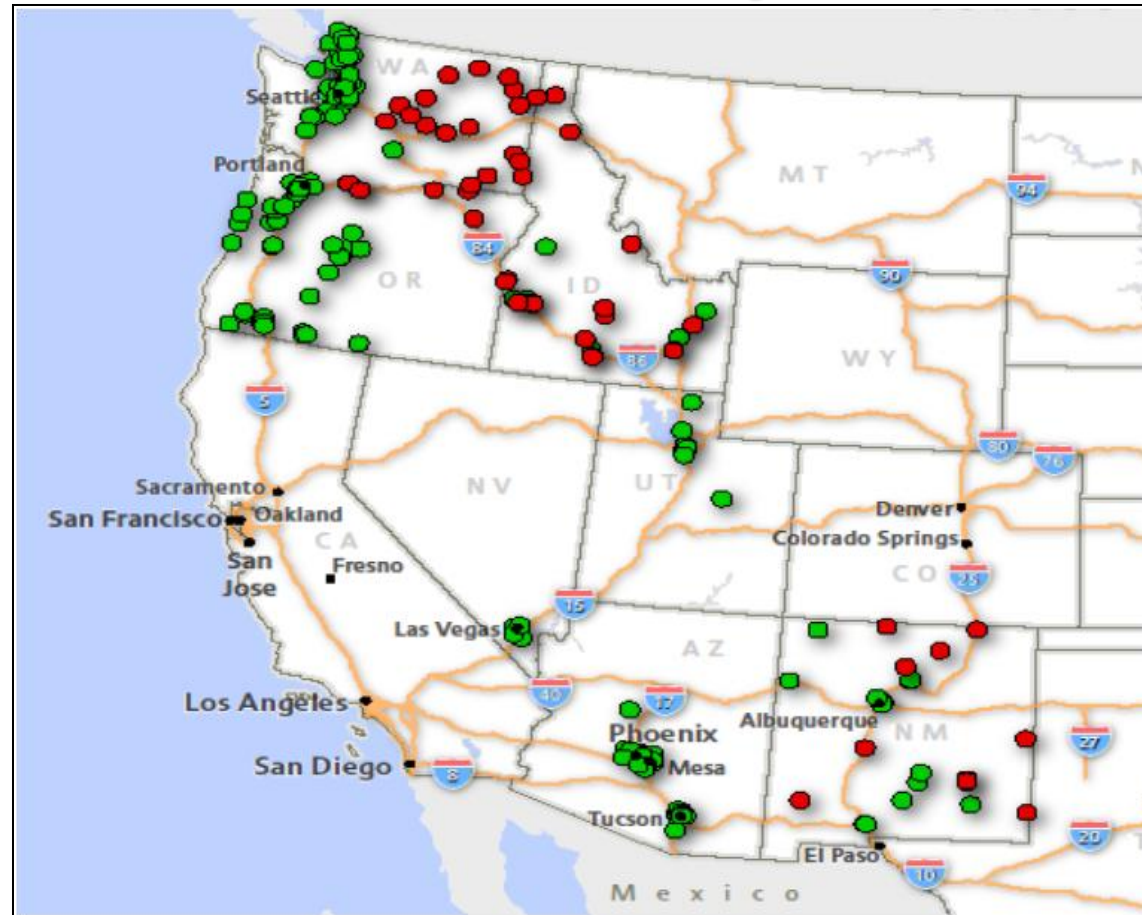 WA
Seattle
Portland
MT
94
84
OR
ID
90
86
WY
5
80
76
Sacramento
NV
UT
San Francisco
Oakland
Denver
CA
Colorado Springs
San
Jose
Fresno
CO
25
15
Las Vegas
AZ
40
17
Los Angeles
Albuquerque
NM
Phoenix
27
San Diego
8
Mesa
Tucson
20
El Paso
10
Mexico